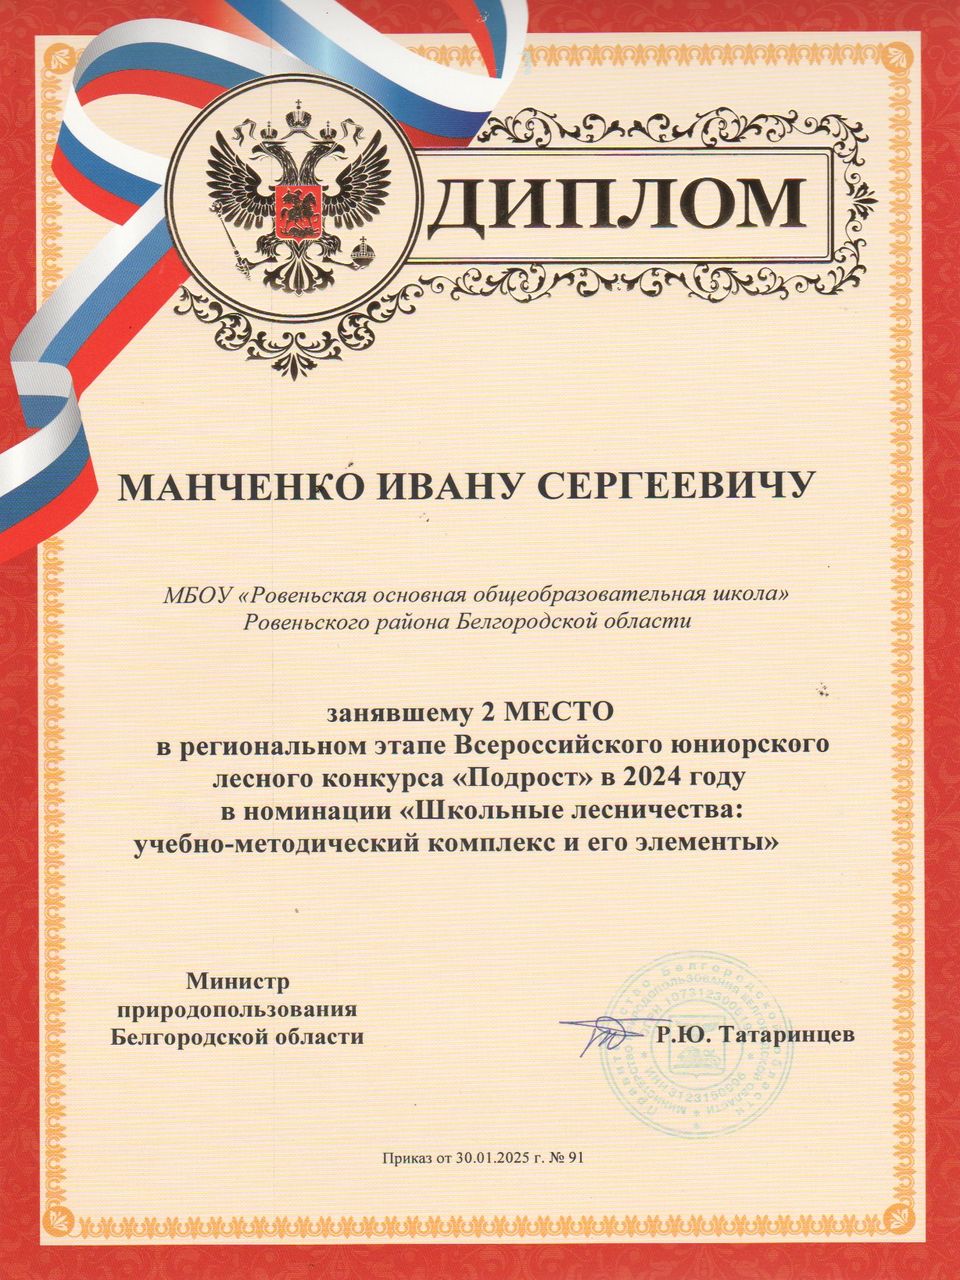 ДИПЛОМ
МАНЧЕНКО ИВАНУ СЕРГЕЕВИЧУ
МБОУ «Ровеньская основная общеобразовательная школа»
Ровеньского района Белгородской области
занявшему 2 МЕСТО
в региональном этапе Всероссийского юниорского
лесного конкурса «Подрост» в 2024 году
в номинации «Школьные лесничества:
учебно-методический комплекс и его элементы»
Министр
природопользования
Белгородской области
Р.Ю. Татаринцев
Приказ от 30.01.2025 г. № 91